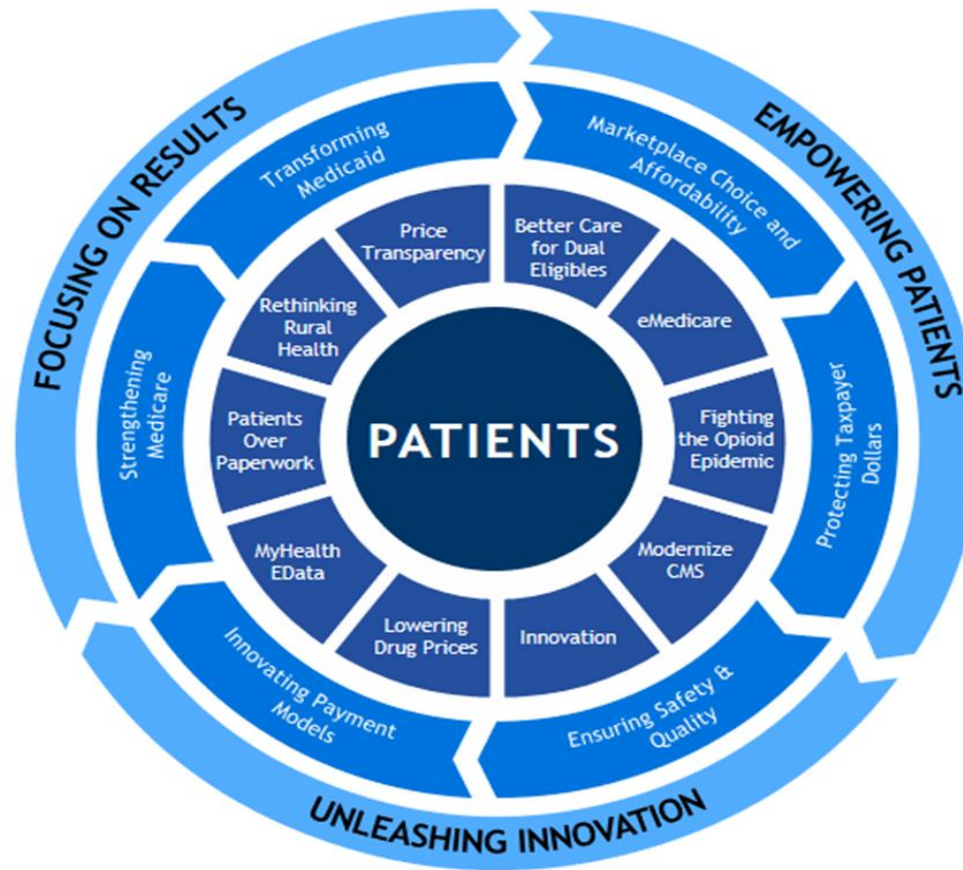 FOCUSING ON RESULTS
EMPOWERING PATIENTS
UNLEASHING INNOVATION
Transforming
Medicaid
Marketplace Choice and
Affordability
Protecting Taxpayer
Dollars
Ensuring Safety &
Quality
Innovating Payment
Models
Strengthening
Medicare
Price
Transparency
Better Care
for Dual
Eligibles
eMedicare
Fighting
the Opioid
Epidemic
Modernize
CMS
Innovation
Lowering
Drug Prices
MyHealth
EData
Patients
Over
Paperwork
Rethinking
Rural
Health
PATIENTS